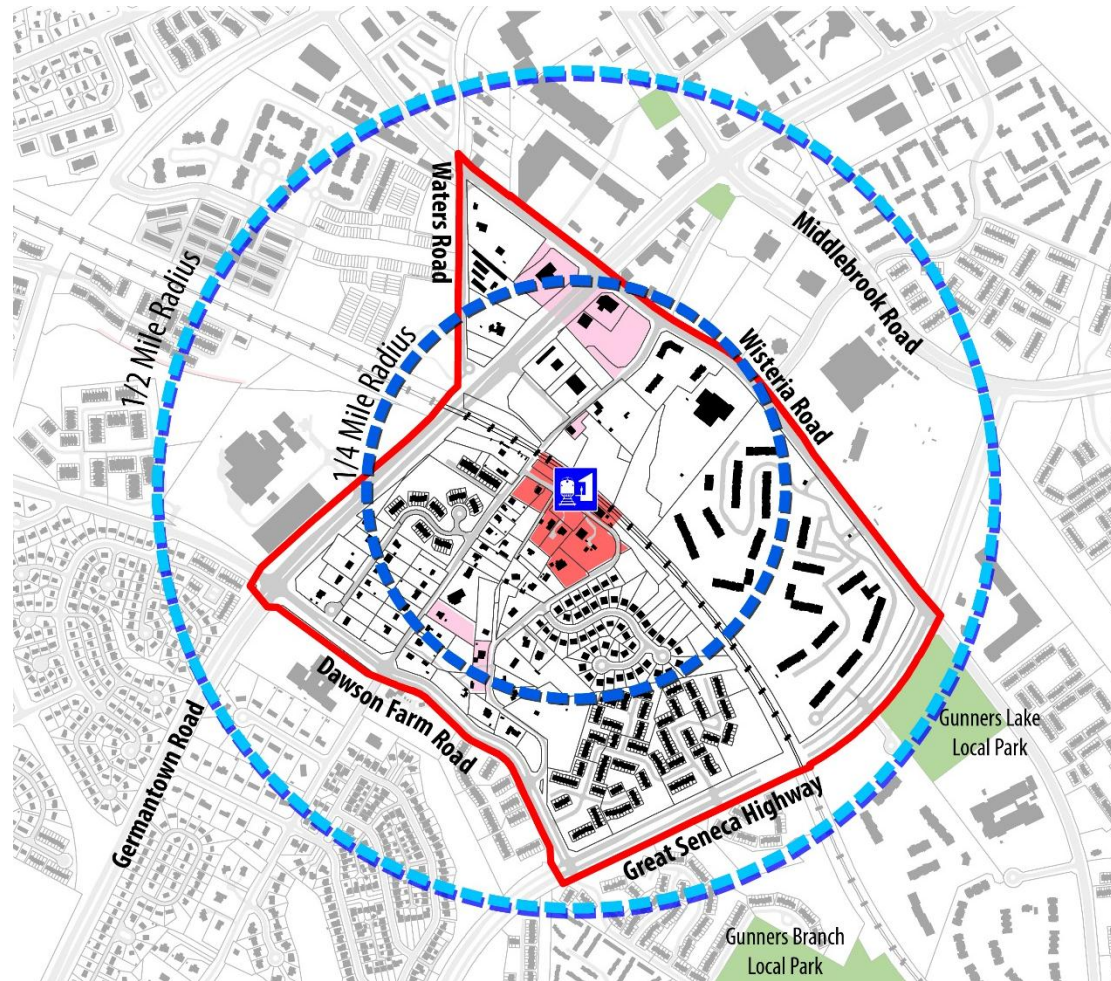 Waters Road
Middlebrook Road
1/2 Mile Radius
1/4 Mile Radius
Wisteria Road
Gunners Lake
Local Park
Dawson Farm Road
Germantown Road
Great Seneca Highway
Gunners Branch
Local Park